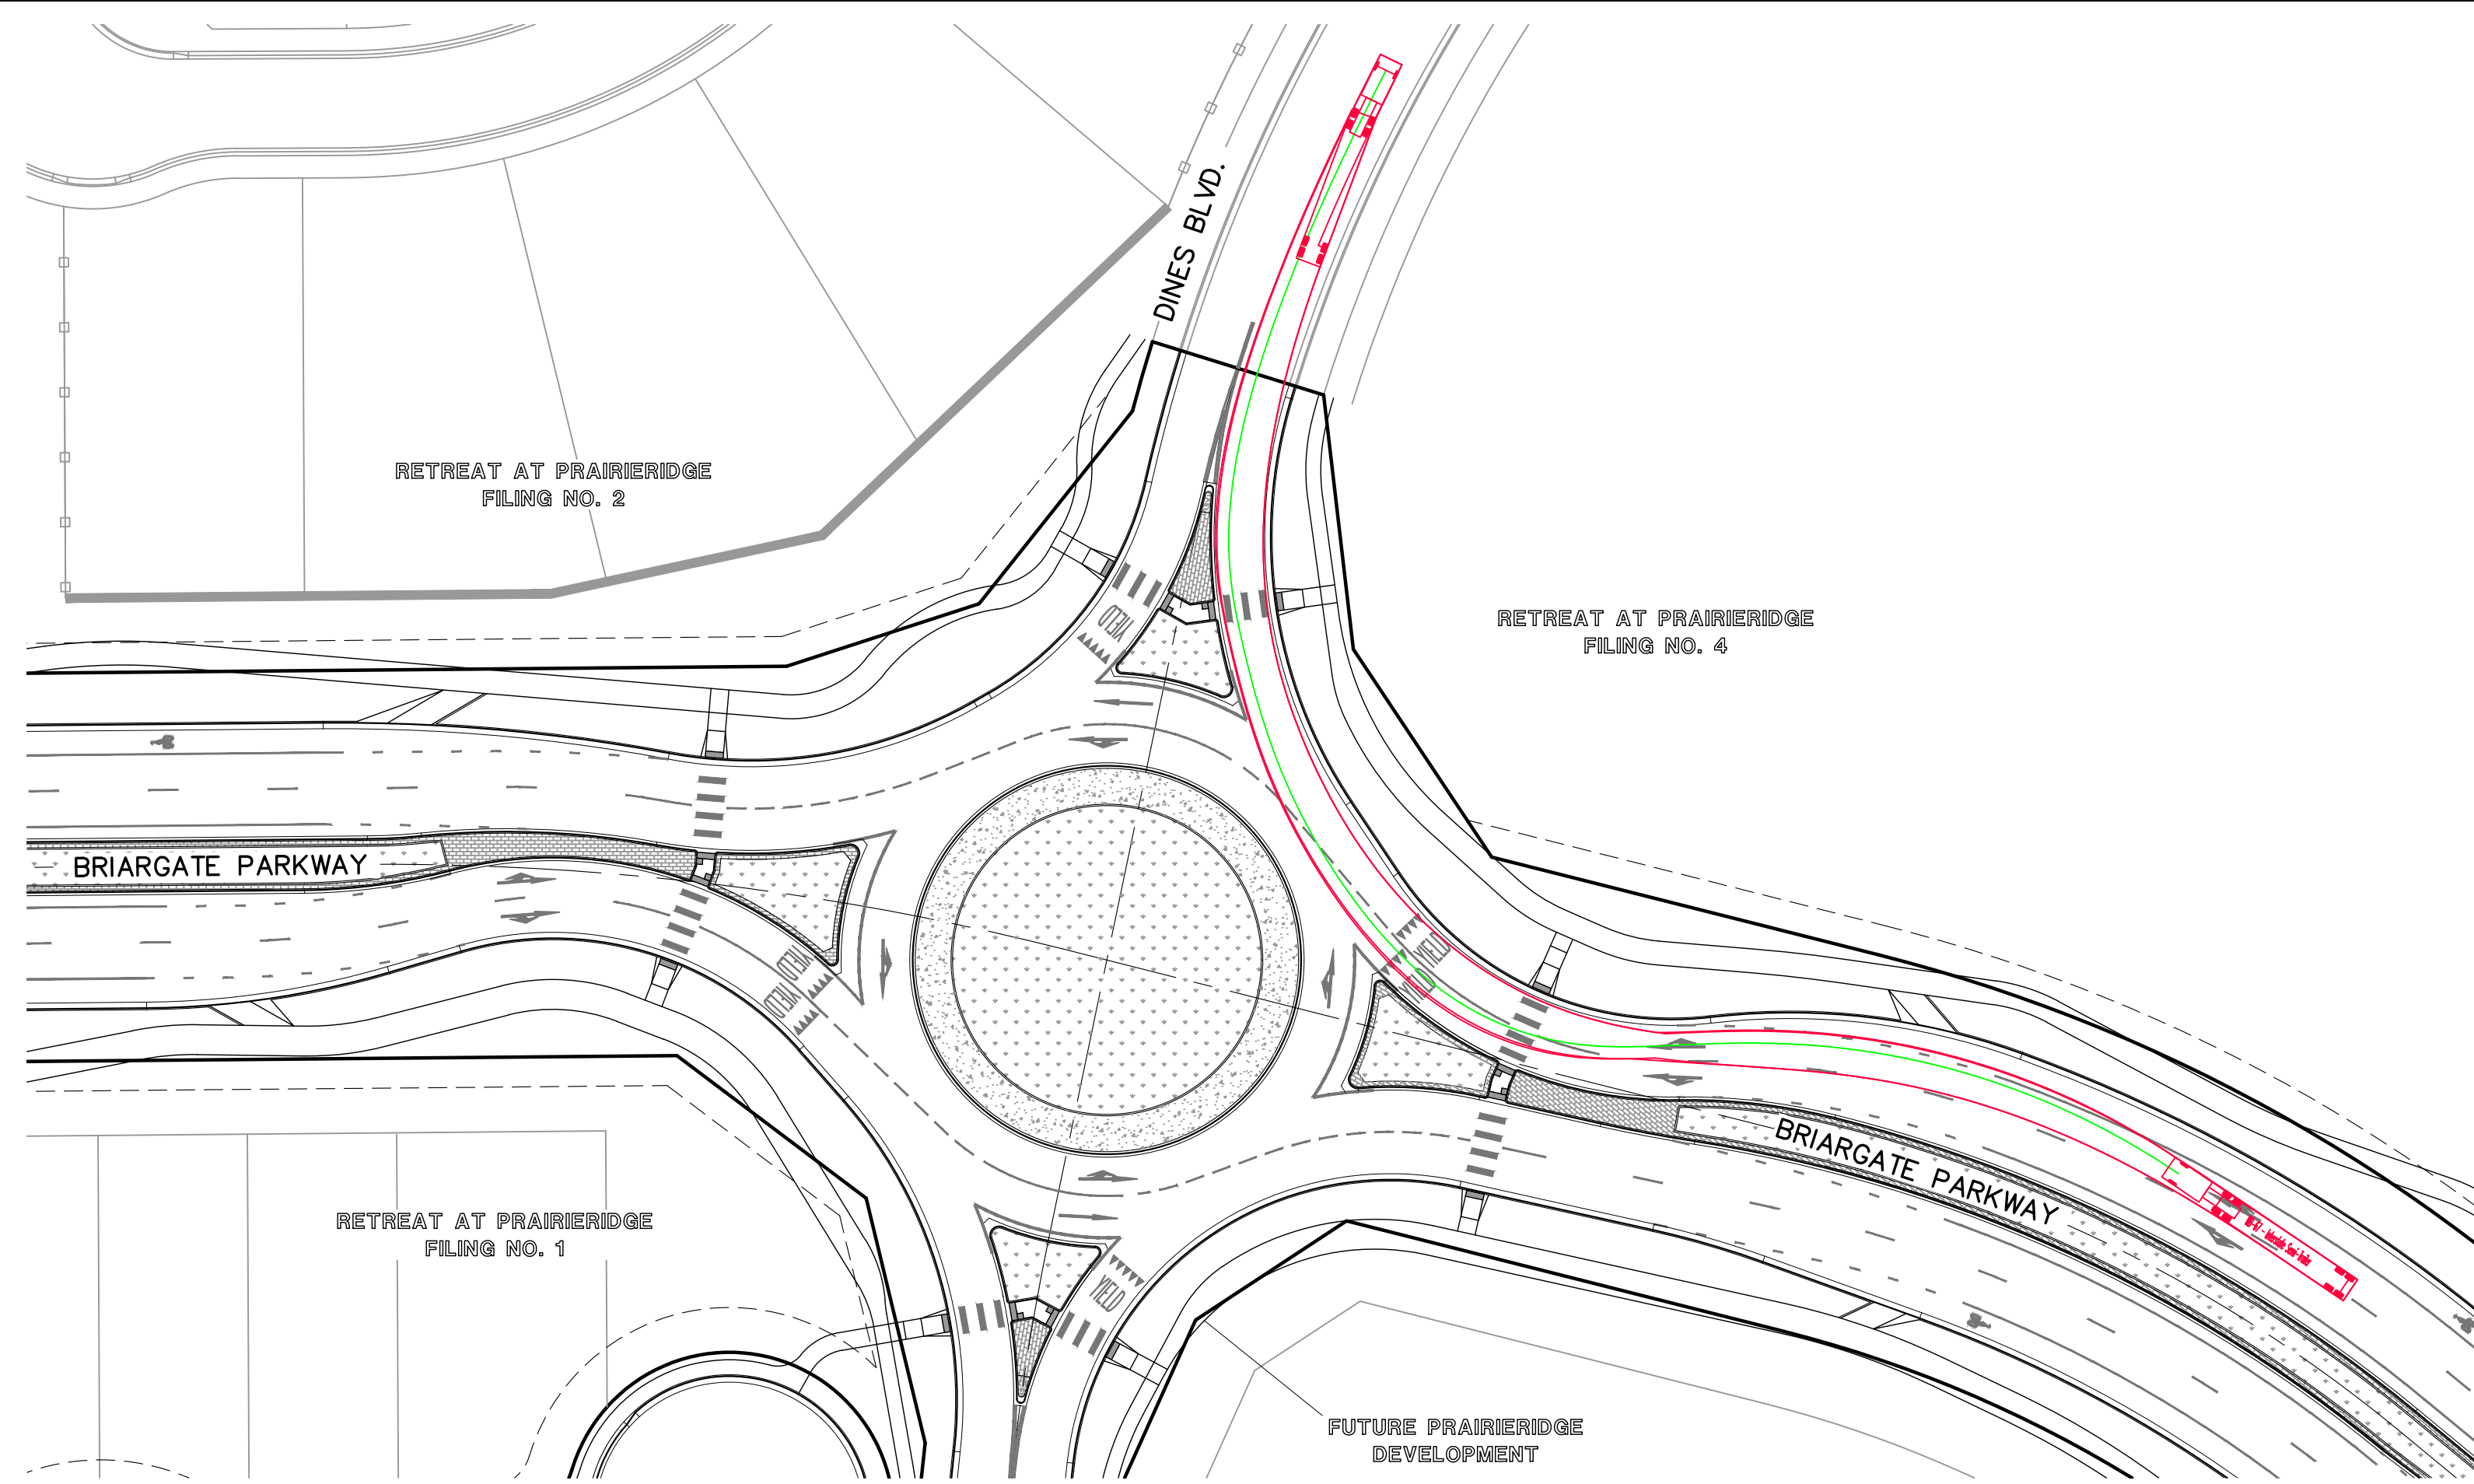 DINES BLVD.
RETREAT AT PRAIRIERIDGE
FILING NO. 2
RETREAT AT PRAIRIERIDGE
FILING NO. 4
YIELD
BRIARGATE PARKWAY
YIELD
YIELD
YIELD
YIELD
BRIARGATE PARKWAY
RETREAT AT PRAIRIERIDGE
FILING NO. 1
YIELD
FUTURE PRAIRIERIDGE
DEVELOPMENT